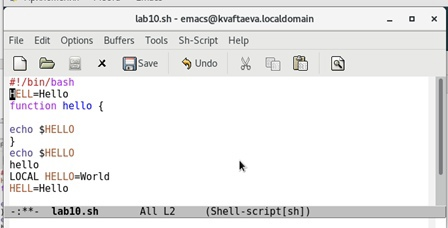 lab10.sh - emacs@kvaftaeva.localdomain
File Edit Options Buffers Tools Sh-Script Help
Save Undo
#!/bin/bash
HELL=Hello
function hello {
echo $HELLO
}
echo $HELLO
hello
LOCAL HELLO=World
HELL=Hello
-:**- lab10.sh All L2 (Shell-script[sh])